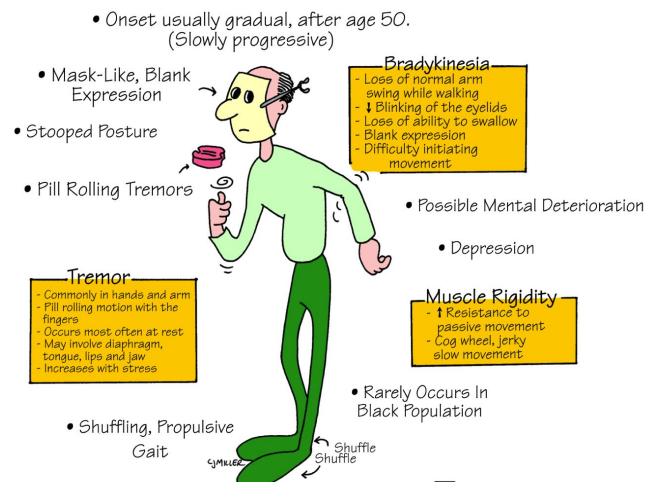 • Onset usually gradual, after age 50.
(Slowly progressive)
• Mask-Like, Blank
Expression
• Stooped Posture
• Pill Rolling Tremors
Bradykinesia
- Loss of normal arm
swing while walking
- ↓ Blinking of the eyelids
- Loss of ability to swallow
- Blank expression
- Difficulty initiating
movement
• Possible Mental Deterioration
• Depression
Tremor
- Commonly in hands and arm
- Pill rolling motion with the
fingers
- Occurs most often at rest
- May involve diaphragm,
tongue, lips and jaw
- Increases with stress
Muscle Rigidity
- ↑ Resistance to
passive movement
- Cog wheel, jerky
slow movement
• Rarely Occurs In
Black Population
• Shuffling, Propulsive
Gait
Shuffle
Shuffle
CJMILLER